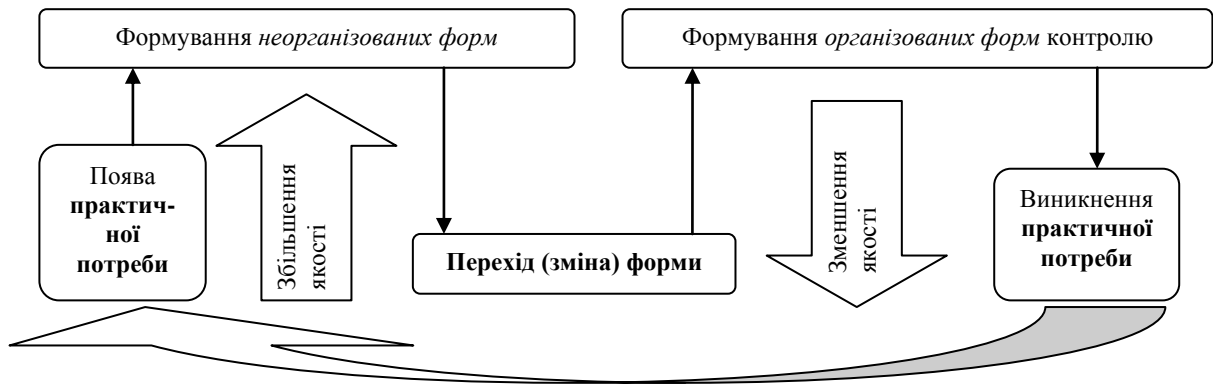 Формування неорганізованих форм
Формування організованих форм контролю
Поява
практич-
ної
потреби
Збільшення
якості
Перехід (зміна) форми
Зменшення
якості
Виникнення
практичної
потреби